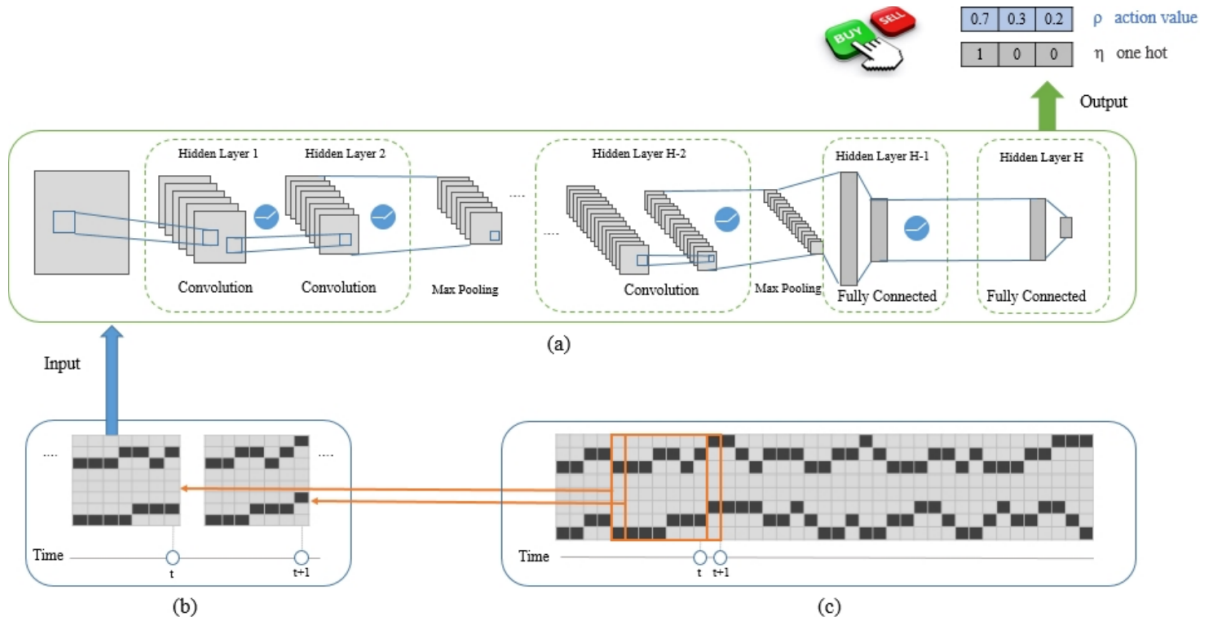 BUY
SELL
0.7 0.3 0.2 ρ action value
1 0 0 η one hot
Output
Hidden Layer 1
Hidden Layer 2
Hidden Layer H-2
Hidden Layer H-1
Hidden Layer H
....
....
Convolution
Convolution
Max Pooling
Convolution
Max Pooling
Fully Connected
Fully Connected
(a)
Input
....
....
Time
t
t+1
(b)
Time
t
t+1
(c)